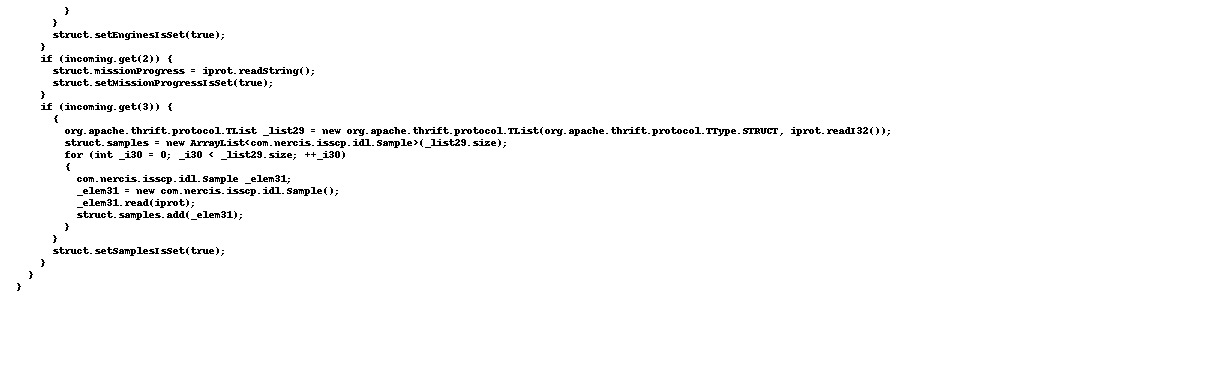 }
      }
      struct.setEnginesIsSet(true);
    }
    if (incoming.get(2)) {
      struct.missionProgress = iprot.readString();
      struct.setMissionProgressIsSet(true);
    }
    if (incoming.get(3)) {
      {
        org.apache.thrift.protocol.TList _list29 = new org.apache.thrift.protocol.TList(org.apache.thrift.protocol.TType.STRUCT, iprot.readI32());
        struct.samples = new ArrayList<com.nercis.isscp.idl.Sample>(_list29.size);
        for (int _i30 = 0; _i30 < _list29.size; ++_i30)
        {
          com.nercis.isscp.idl.Sample _elem31;
          _elem31 = new com.nercis.isscp.idl.Sample();
          _elem31.read(iprot);
          struct.samples.add(_elem31);
        }
      }
      struct.setSamplesIsSet(true);
    }
  }
}